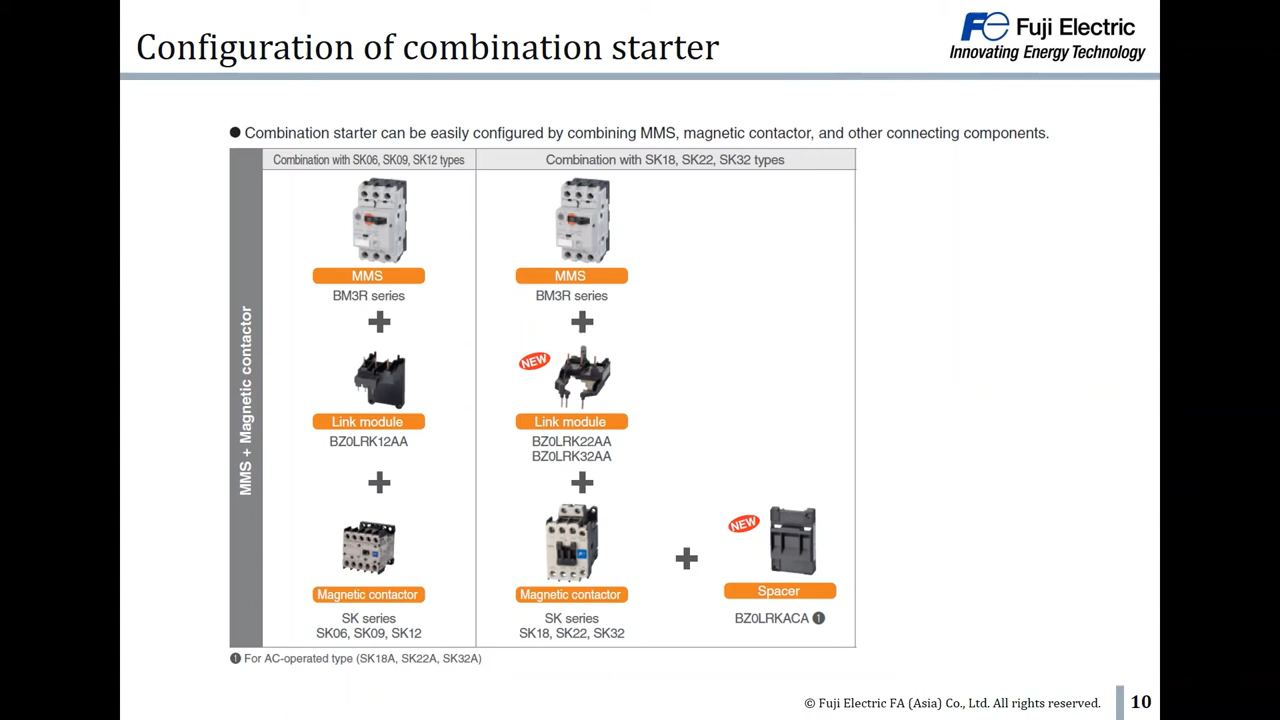 Configuration of combination starter
Fe Fuji Electric
Innovating Energy Technology
● Combination starter can be easily configured by combining MMS, magnetic contactor, and other connecting components.
MMS + Magnetic contactor
Combination with SK06, SK09, SK12 types
MMS
BM3R series
+
Link module
BZ0LRK12AA
+
Magnetic contactor
SK series
SK06, SK09, SK12
Combination with SK18, SK22, SK32 types
MMS
BM3R series
+
NEW
Link module
BZ0LRK22AA
BZ0LRK32AA
+
Magnetic contactor
SK series
SK18, SK22, SK32
+
NEW
Spacer
BZ0LRKACA ❶
❶ For AC-operated type (SK18A, SK22A, SK32A)
© Fuji Electric FA (Asia) Co., Ltd. All rights reserved.
10